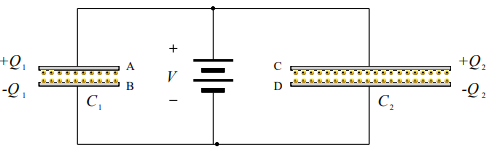 +
+Q₁ A V C +Q₂
-Q₁ B − D -Q₂
C₁ C₂